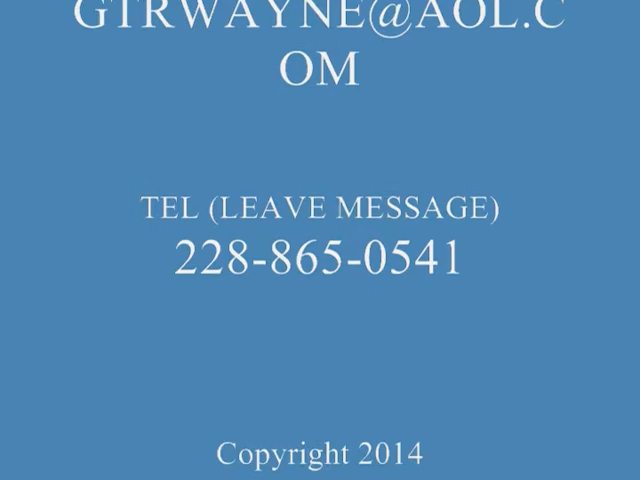 GTRWAYNE@AOL.C
OM
TEL (LEAVE MESSAGE)
228-865-0541
Copyright 2014